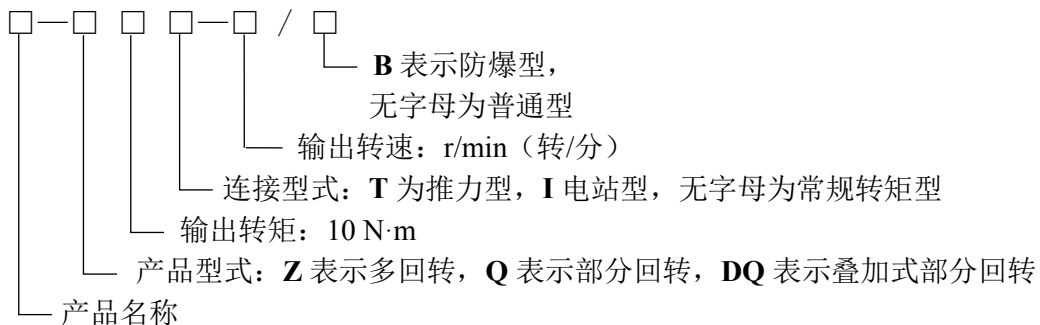 □—□ □ □—□ / □
B 表示防爆型，
无字母为普通型
输出转速：r/min（转/分）
连接型式：T 为推力型，I 电站型，无字母为常规转矩型
输出转矩：10 N·m
产品型式：Z 表示多回转，Q 表示部分回转，DQ 表示叠加式部分回转
产品名称